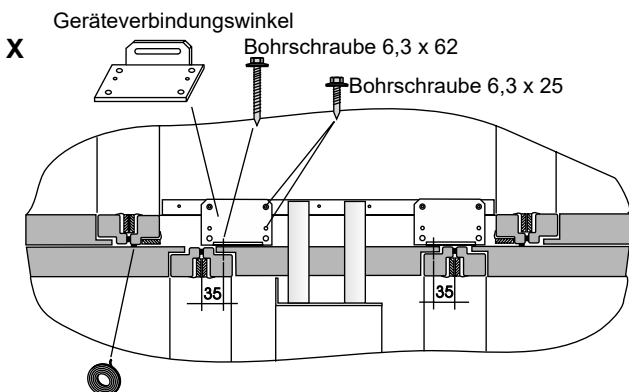 Geräteverbindungswinkel
X
Bohrschraube 6,3 x 62
Bohrschraube 6,3 x 25
35
35